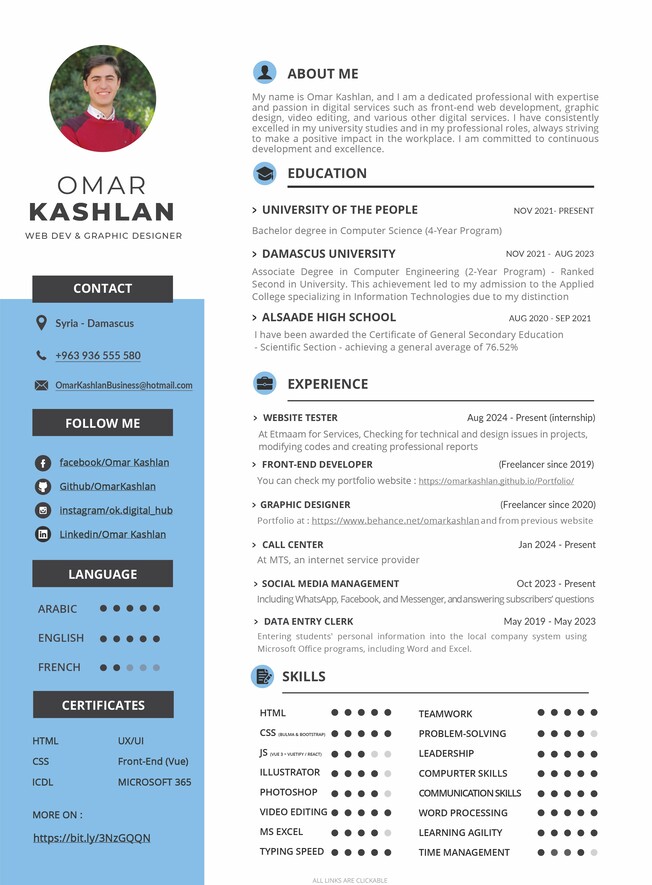 OMAR
KASHLAN
WEB DEV & GRAPHIC DESIGNER
CONTACT
Syria - Damascus
+963 936 555 580
OmarKashlanBusiness@hotmail.com
FOLLOW ME
facebook/Omar Kashlan
Github/OmarKashlan
instagram/ok.digital_hub
Linkedin/Omar Kashlan
LANGUAGE
ARABIC
ENGLISH
FRENCH
CERTIFICATES
HTML UX/UI
CSS Front-End (Vue)
ICDL MICROSOFT 365
MORE ON :
https://bit.ly/3NzGQQN
ABOUT ME
My name is Omar Kashlan, and I am a dedicated professional with expertise
and passion in digital services such as front-end web development, graphic
design, video editing, and various other digital services. I have consistently
excelled in my university studies and in my professional roles, always striving
to make a positive impact in the workplace. I am committed to continuous
development and excellence.
EDUCATION
> UNIVERSITY OF THE PEOPLE NOV 2021- PRESENT
Bachelor degree in Computer Science (4-Year Program)
> DAMASCUS UNIVERSITY NOV 2021 - AUG 2023
Associate Degree in Computer Engineering (2-Year Program) - Ranked
Second in University. This achievement led to my admission to the Applied
College specializing in Information Technologies due to my distinction
> ALSAADE HIGH SCHOOL AUG 2020 - SEP 2021
I have been awarded the Certificate of General Secondary Education
- Scientific Section - achieving a general average of 76.52%
EXPERIENCE
> WEBSITE TESTER Aug 2024 - Present (internship)
At Etmaam for Services, Checking for technical and design issues in projects,
modifying codes and creating professional reports
> FRONT-END DEVELOPER (Freelancer since 2019)
You can check my portfolio website : https://omarkashlan.github.io/Portfolio/
> GRAPHIC DESIGNER (Freelancer since 2020)
Portfolio at : https://www.behance.net/omarkashlan and from previous website
> CALL CENTER Jan 2024 - Present
At MTS, an internet service provider
> SOCIAL MEDIA MANAGEMENT Oct 2023 - Present
Including WhatsApp, Facebook, and Messenger, and answering subscribers' questions
> DATA ENTRY CLERK May 2019 - May 2023
Entering students' personal information into the local company system using
Microsoft Office programs, including Word and Excel.
SKILLS
HTML
CSS (BULMA & BOOTSTRAP)
JS (VUE 3 + VUETIFY / REACT)
ILLUSTRATOR
PHOTOSHOP
VIDEO EDITING
MS EXCEL
TYPING SPEED
TEAMWORK
PROBLEM-SOLVING
LEADERSHIP
COMPURTER SKILLS
COMMUNICATION SKILLS
WORD PROCESSING
LEARNING AGILITY
TIME MANAGEMENT
ALL LINKS ARE CLICKABLE